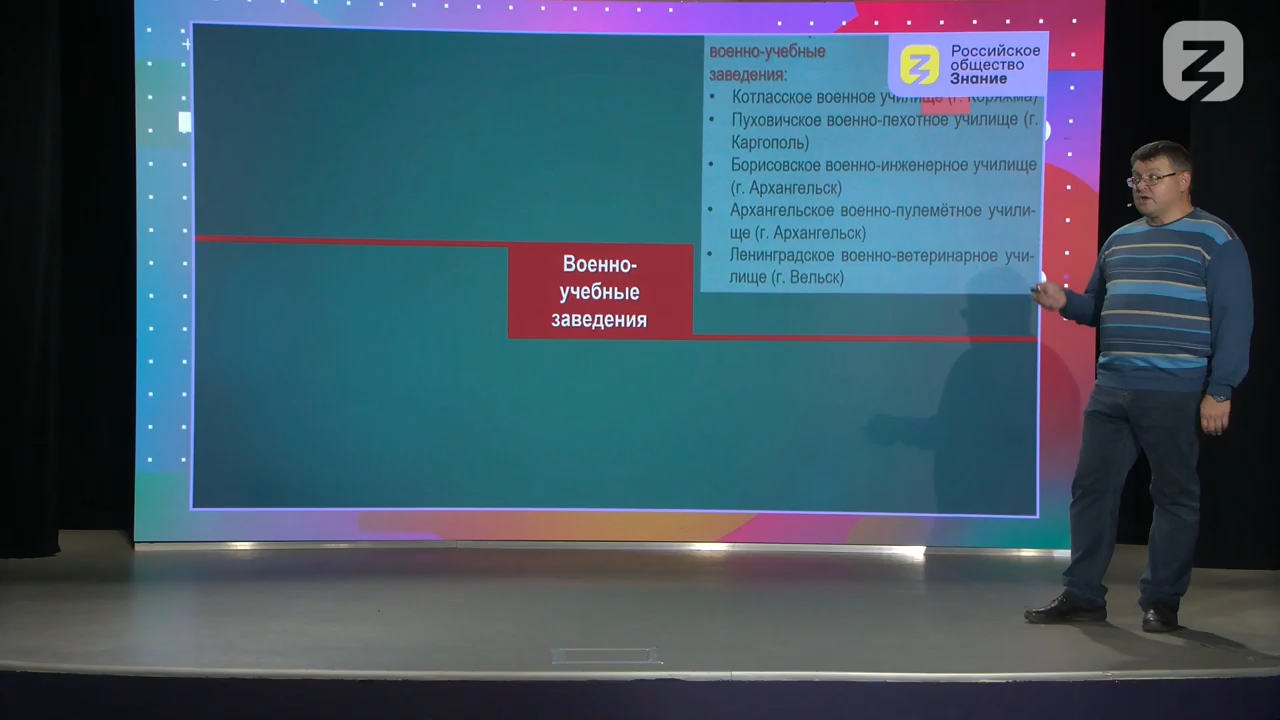 военно-учебные
заведения:
• Котласское военное училище (г. Коряжма)
• Пуховичское военно-пехотное училище (г.
Каргополь)
• Борисовское военно-инженерное училище
(г. Архангельск)
• Архангельское военно-пулемётное учили-
ще (г. Архангельск)
• Ленинградское военно-ветеринарное учи-
лище (г. Вельск)
Российское
общество
Знание
Военно-
учебные
заведения